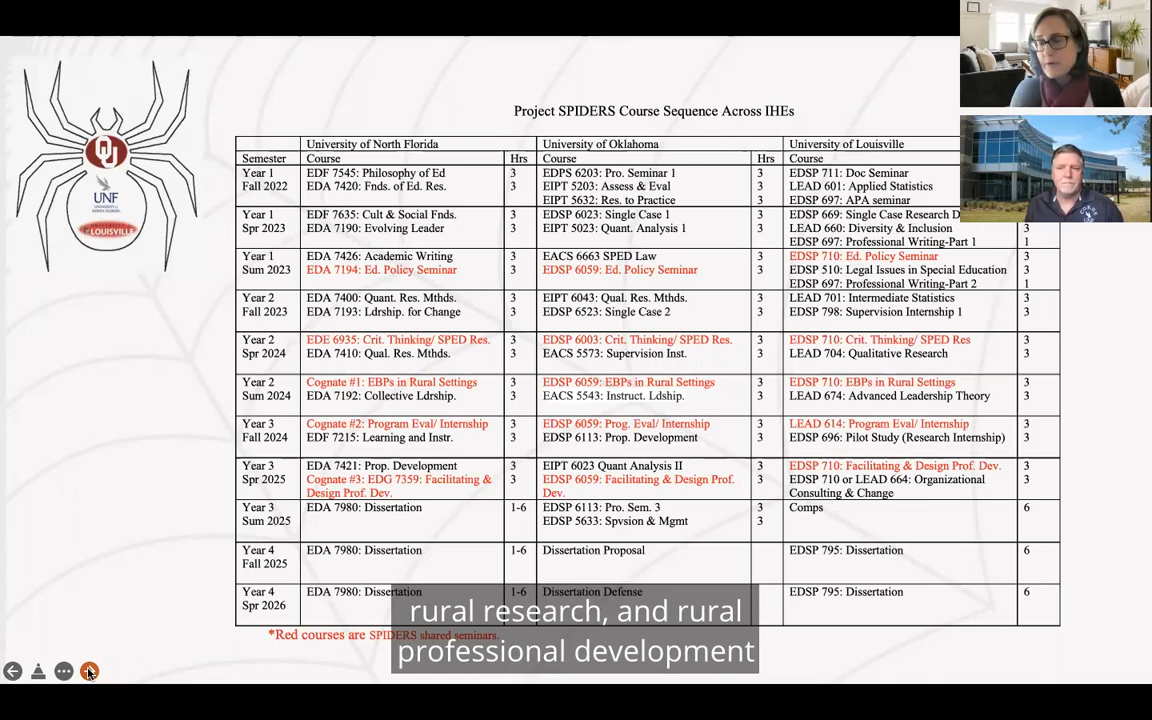 Project SPIDERS Course Sequence Across IHEs
University of North Florida University of Oklahoma University of Louisville
Semester Course Hrs Course Hrs Course
Year 1 EDF 7545: Philosophy of Ed 3 EDPS 6203: Pro. Seminar 1 3 EDSP 711: Doc Seminar
Fall 2022 EDA 7420: Fnds. of Ed. Res. 3 EIPT 5203: Assess & Eval 3 LEAD 601: Applied Statistics
EIPT 5632: Res. to Practice 3 EDSP 697: APA seminar
Year 1 EDF 7635: Cult & Social Fnds. 3 EDSP 6023: Single Case 1 3 EDSP 669: Single Case Research D
Spr 2023 EDA 7190: Evolving Leader 3 EIPT 5023: Quant. Analysis 1 3 LEAD 660: Diversity & Inclusion 3
EDSP 697: Professional Writing-Part 1 1
Year 1 EDA 7426: Academic Writing 3 EACS 6663 SPED Law 3 EDSP 710: Ed. Policy Seminar 3
Sum 2023 EDA 7194: Ed. Policy Seminar 3 EDSP 6059: Ed. Policy Seminar 3 EDSP 510: Legal Issues in Special Education 3
EDSP 697: Professional Writing-Part 2 1
Year 2 EDA 7400: Quant. Res. Mthds. 3 EIPT 6043: Qual. Res. Mthds. 3 LEAD 701: Intermediate Statistics 3
Fall 2023 EDA 7193: Ldrship. for Change 3 EDSP 6523: Single Case 2 3 EDSP 798: Supervision Internship 1 3
Year 2 EDE 6935: Crit. Thinking/ SPED Res. 3 EDSP 6003: Crit. Thinking/ SPED Res. 3 EDSP 710: Crit. Thinking/ SPED Res 3
Spr 2024 EDA 7410: Qual. Res. Mthds. 3 EACS 5573: Supervision Inst. 3 LEAD 704: Qualitative Research 3
Year 2 Cognate #1: EBPs in Rural Settings 3 EDSP 6059: EBPs in Rural Settings 3 EDSP 710: EBPs in Rural Settings 3
Sum 2024 EDA 7192: Collective Ldrship. 3 EACS 5543: Instruct. Ldship. 3 LEAD 674: Advanced Leadership Theory 3
Year 3 Cognate #2: Program Eval/ Internship 3 EDSP 6059: Prog. Eval/ Internship 3 LEAD 614: Program Eval/ Internship 3
Fall 2024 EDF 7215: Learning and Instr. 3 EDSP 6113: Prop. Development 3 EDSP 696: Pilot Study (Research Internship) 3
Year 3 EDA 7421: Prop. Development 3 EIPT 6023 Quant Analysis II 3 EDSP 710: Facilitating & Design Prof. Dev. 3
Spr 2025 Cognate #3: EDG 7359: Facilitating & 3 EDSP 6059: Facilitating & Design Prof. 3 EDSP 710 or LEAD 664: Organizational 3
Design Prof. Dev. Dev. Consulting & Change
Year 3 EDA 7980: Dissertation 1-6 EDSP 6113: Pro. Sem. 3 3 Comps 6
Sum 2025 EDSP 5633: Spvsion & Mgmt 3
Year 4 EDA 7980: Dissertation 1-6 Dissertation Proposal EDSP 795: Dissertation 6
Fall 2025
Year 4 EDA 7980: Dissertation 1-6 Dissertation Defense EDSP 795: Dissertation 6
Spr 2026
*Red courses are SPIDERS shared seminars.
rural research, and rural
professional development
OU
UNF
LOUISVILLE